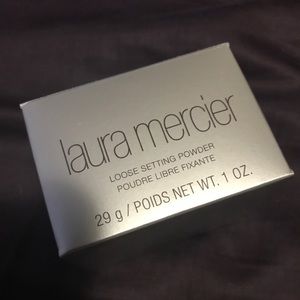 laura mercier
LOOSE SETTING POWDER
POUDRE LIBRE FIXANTE
29 g / POIDS NET WT. 1 OZ.